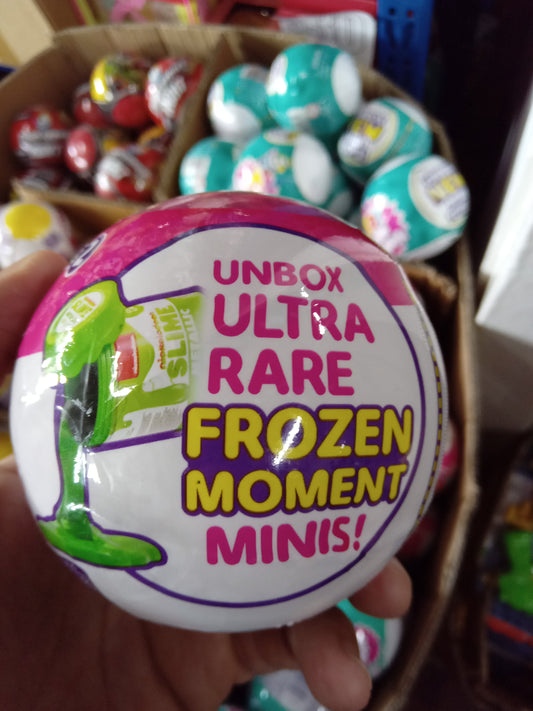 UNBOX
ULTRA
RARE
FROZEN
MOMENT
MINIS!
SLIME